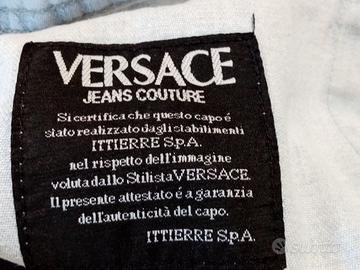 VERSACE
JEANS COUTURE
Si certifica che questo capo é
stato realizzato dagli stabilimenti
ITTIERRE S.p.A.
nel rispetto dell'immagine
voluta dallo Stilista VERSACE.
Il presente attestato é a garanzia
dell'autenticità del capo.
ITTIERRE S.p.A.
subito